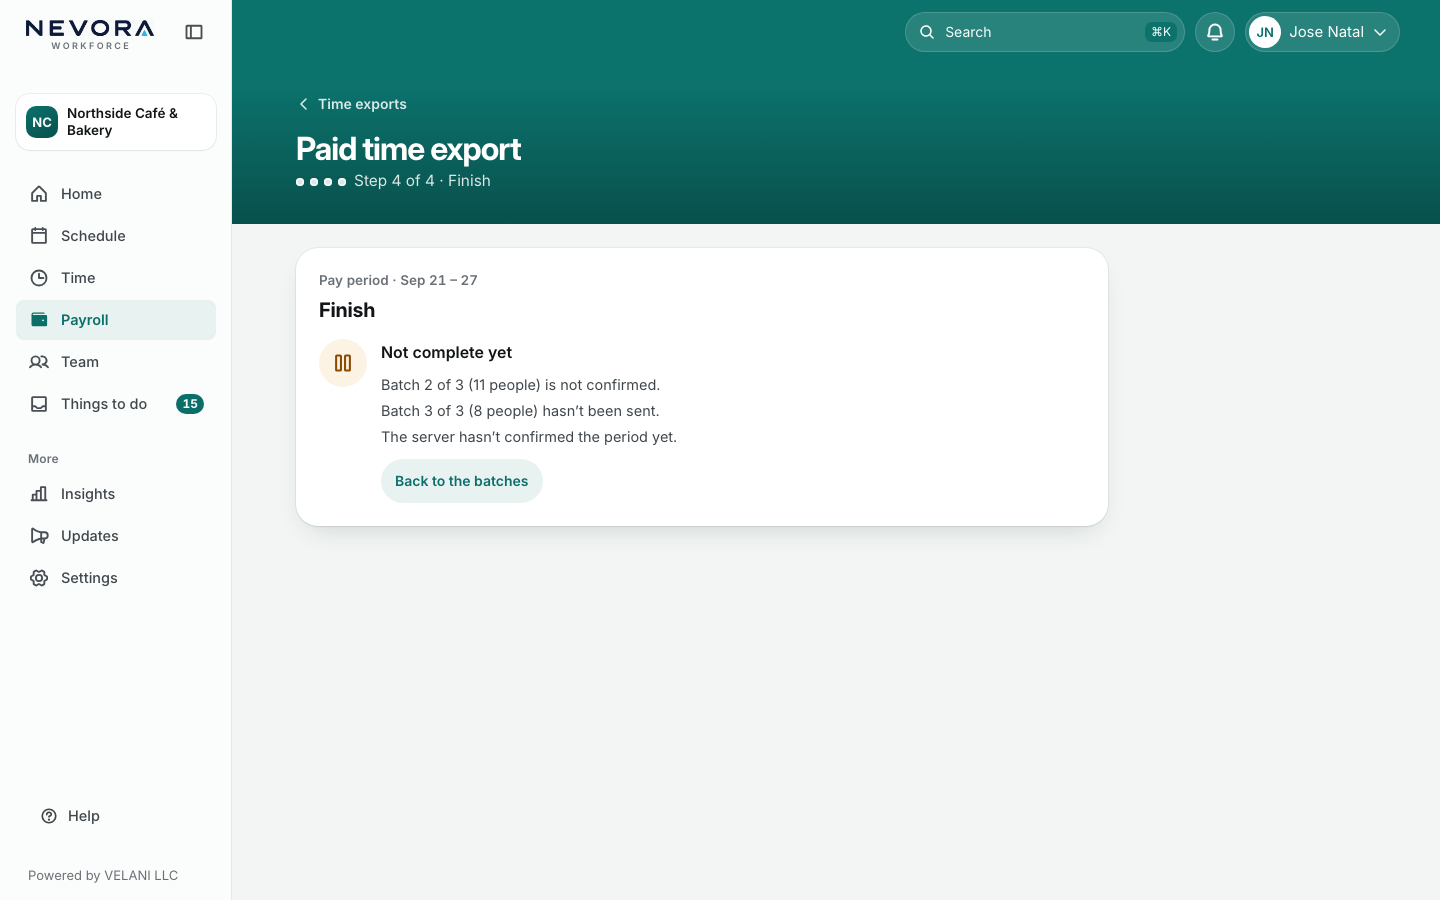 NEVORA
WORKFORCE
Search
⌘K
JN
Jose Natal
NC
Northside Café &
Bakery
Home
Schedule
Time
Payroll
Team
Things to do
15
More
Insights
Updates
Settings
Help
Powered by VELANI LLC
Time exports
Paid time export
Step 4 of 4 · Finish
Pay period · Sep 21 – 27
Finish
Not complete yet
Batch 2 of 3 (11 people) is not confirmed.
Batch 3 of 3 (8 people) hasn’t been sent.
The server hasn’t confirmed the period yet.
Back to the batches